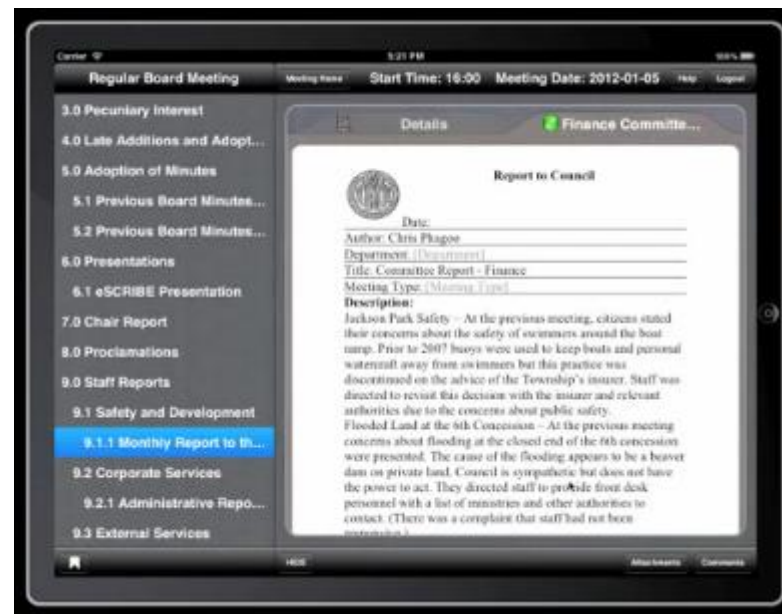 Carrier
5:21 PM
100%
Regular Board Meeting
Meeting Home
Start Time: 16:00
Meeting Date: 2012-01-05
Help
Logout
3.0 Pecuniary Interest
4.0 Late Additions and Adopt...
5.0 Adoption of Minutes
5.1 Previous Board Minutes...
5.2 Previous Board Minutes...
6.0 Presentations
6.1 eSCRIBE Presentation
7.0 Chair Report
8.0 Proclamations
9.0 Staff Reports
9.1 Safety and Development
9.1.1 Monthly Report to th...
9.2 Corporate Services
9.2.1 Administrative Repo...
9.3 External Services
Details
Finance Committe...
Report to Council
Date:
Author: Chris Phagoe
Department: [Department]
Title: Committee Report - Finance
Meeting Type: [Meeting Type]
Description:
Jackson Park Safety – At the previous meeting, citizens stated
their concerns about the safety of swimmers around the boat
ramp. Prior to 2007 buoys were used to keep boats and personal
watercraft away from swimmers but this practice was
discontinued on the advice of the Township's insurer. Staff was
directed to revisit this decision with the insurer and relevant
authorities due to the concerns about public safety.
Flooded Land at the 6th Concession – At the previous meeting
concerns about flooding at the closed end of the 6th concession
were presented. The cause of the flooding appears to be a beaver
dam on private land. Council is sympathetic but does not have
the power to act. They directed staff to provide front desk
personnel with a list of ministries and other authorities to
contact. (There was a complaint that staff had not been
HIDE
Attachments
Comments